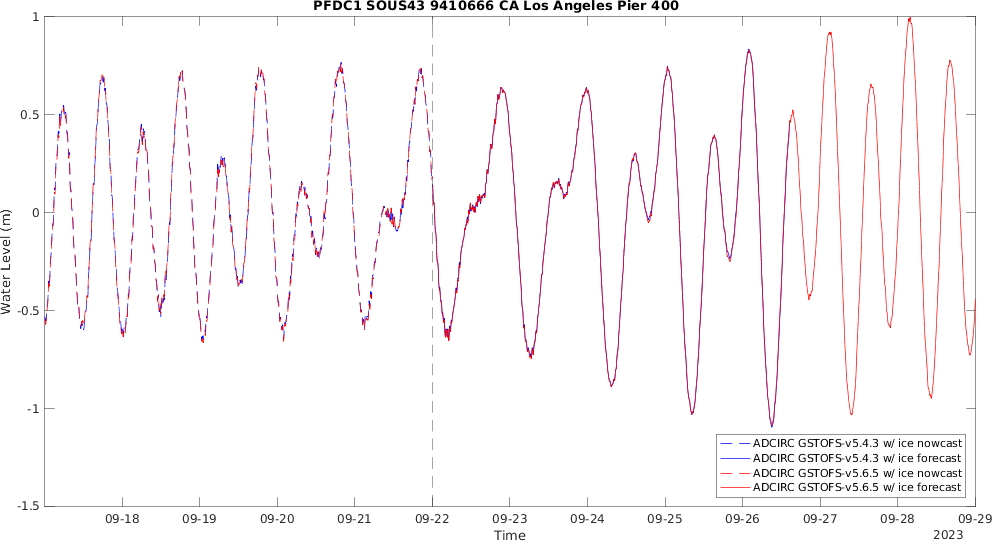 PFDC1 SOUS43 9410666 CA Los Angeles Pier 400
1
0.5
0
-0.5
-1
-1.5
Water Level (m)
ADCIRC GSTOFS-v5.4.3 w/ ice nowcast
ADCIRC GSTOFS-v5.4.3 w/ ice forecast
ADCIRC GSTOFS-v5.6.5 w/ ice nowcast
ADCIRC GSTOFS-v5.6.5 w/ ice forecast
09-18 09-19 09-20 09-21 09-22 09-23 09-24 09-25 09-26 09-27 09-28 09-29
Time
2023